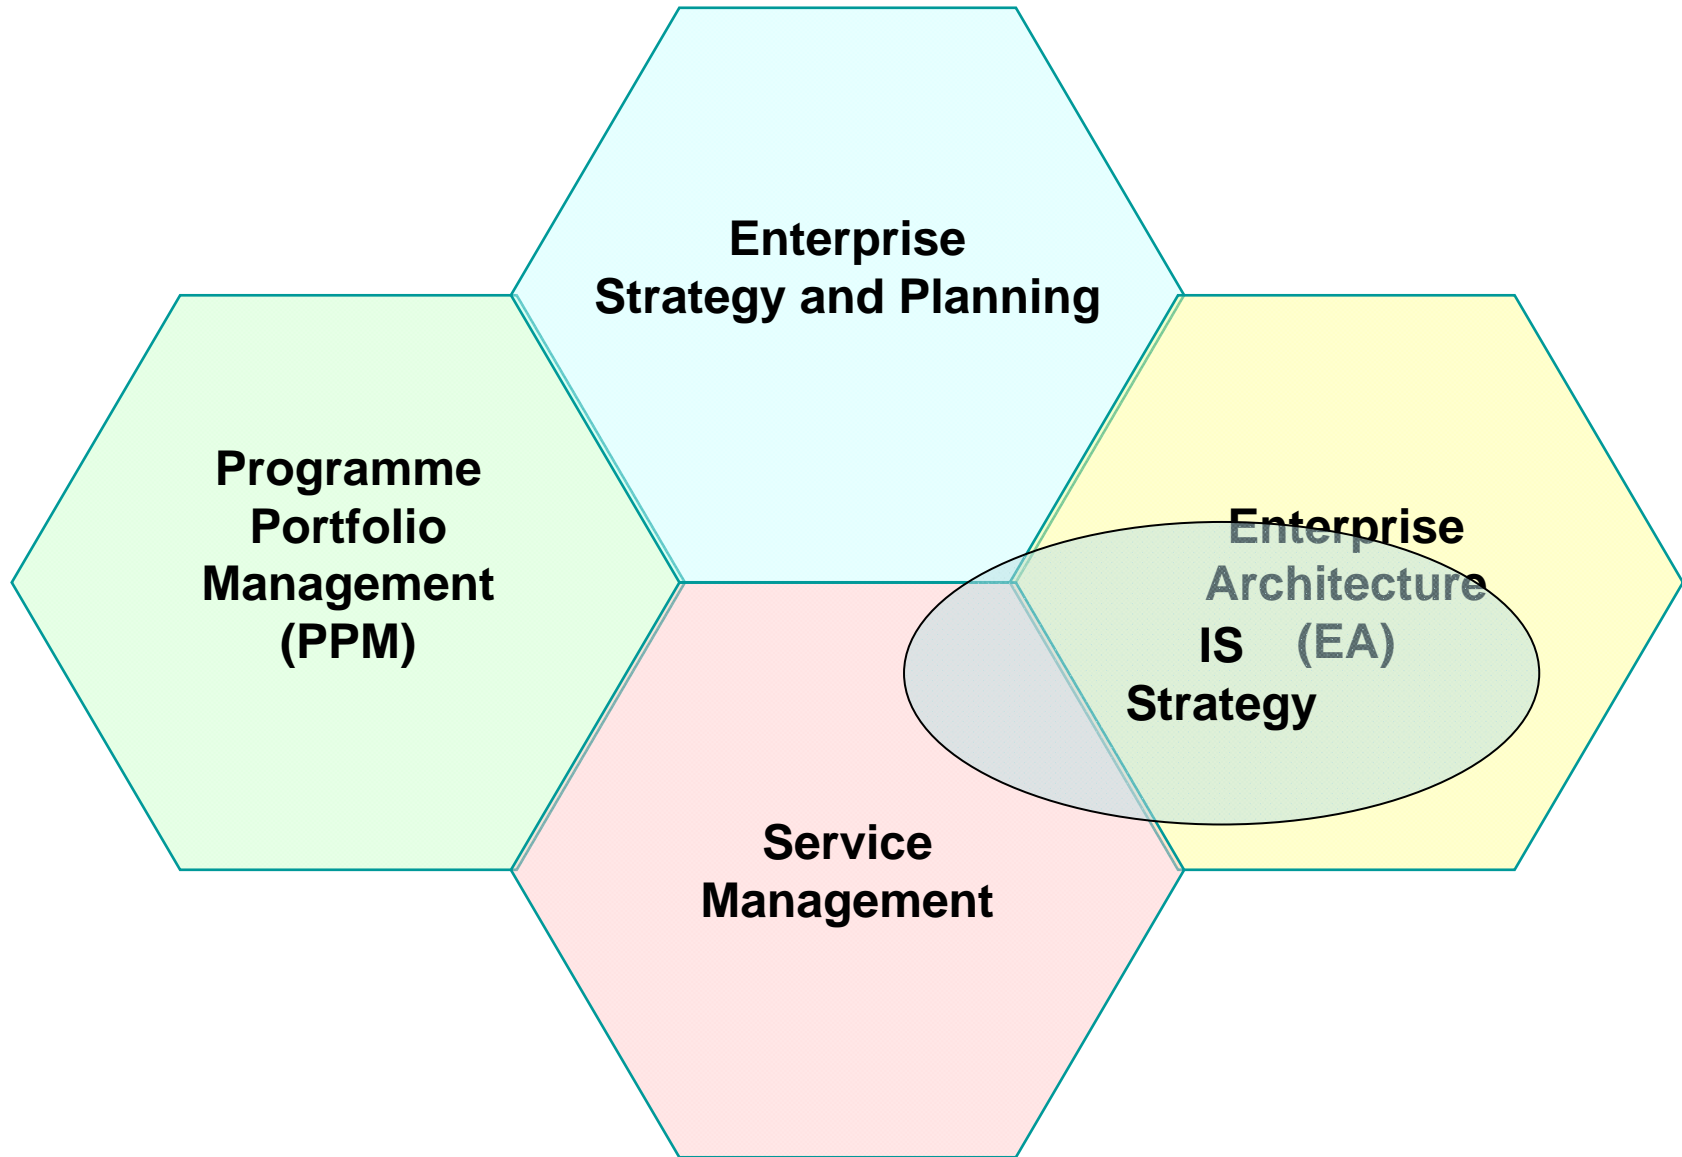 Enterprise
Strategy and Planning
Programme
Portfolio
Management
(PPM)
Enterprise
Architecture
(EA)
IS
Strategy
Service
Management